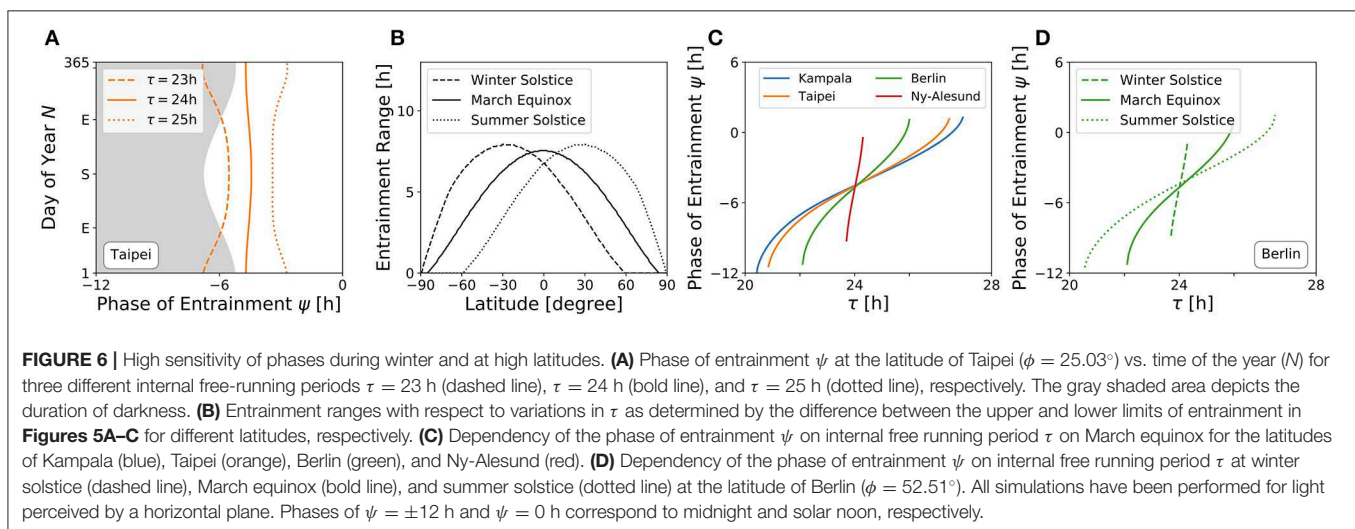 A
365
E
S
E
1
Day of Year N
τ = 23h
τ = 24h
τ = 25h
Taipei
−12
−6
0
Phase of Entrainment ψ [h]
B
Entrainment Range [h]
10
5
0
Winter Solstice
March Equinox
Summer Solstice
−90
−60
−30
0
30
60
90
Latitude [degree]
C
Phase of Entrainment ψ [h]
6
0
−6
−12
Kampala
Taipei
Berlin
Ny-Alesund
20
24
28
τ [h]
D
Phase of Entrainment ψ [h]
6
0
−6
−12
Winter Solstice
March Equinox
Summer Solstice
Berlin
20
24
28
τ [h]
FIGURE 6 | High sensitivity of phases during winter and at high latitudes. (A) Phase of entrainment ψ at the latitude of Taipei (ϕ = 25.03°) vs. time of the year (N) for
three different internal free-running periods τ = 23 h (dashed line), τ = 24 h (bold line), and τ = 25 h (dotted line), respectively. The gray shaded area depicts the
duration of darkness. (B) Entrainment ranges with respect to variations in τ as determined by the difference between the upper and lower limits of entrainment in
Figures 5A–C for different latitudes, respectively. (C) Dependency of the phase of entrainment ψ on internal free running period τ on March equinox for the latitudes
of Kampala (blue), Taipei (orange), Berlin (green), and Ny-Alesund (red). (D) Dependency of the phase of entrainment ψ on internal free running period τ at winter
solstice (dashed line), March equinox (bold line), and summer solstice (dotted line) at the latitude of Berlin (ϕ = 52.51°). All simulations have been performed for light
perceived by a horizontal plane. Phases of ψ = ±12 h and ψ = 0 h correspond to midnight and solar noon, respectively.